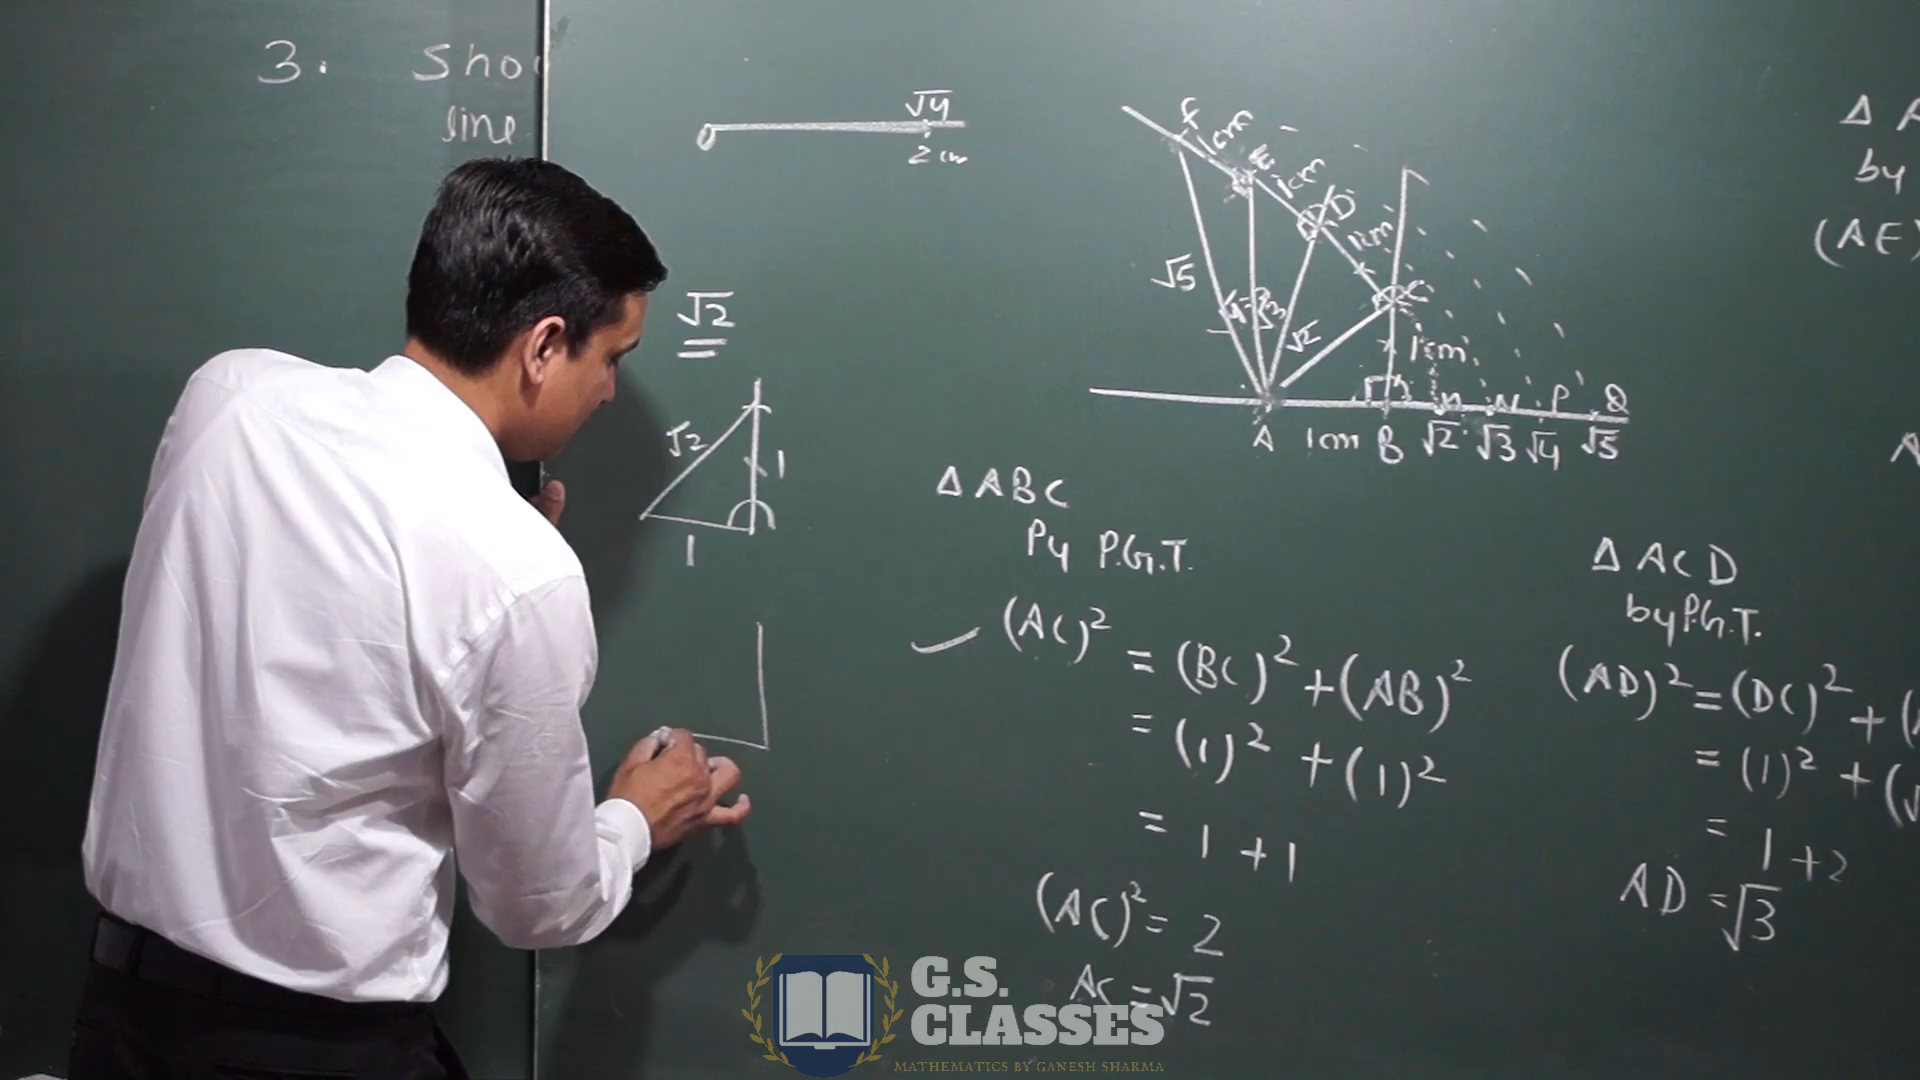 3. Sho
line
√4
0
2 cm
√2
√2
1
1
F
1cm
E
1cm
D
1cm
C
√5
√3
√2
1cm
M N P Q
A 1cm B √2 √3 √4 √5
Δ ABC
Py P.G.T.
(AC)² = (BC)² + (AB)²
= (1)² + (1)²
= 1 + 1
(AC)² = 2
AC = √2
Δ ACD
by P.G.T.
(AD)² = (DC)² + (
= (1)² + (√
= 1 + 2
AD = √3
Δ A
by
(AE)
A
G.S.
CLASSES
MATHEMATICS BY GANESH SHARMA